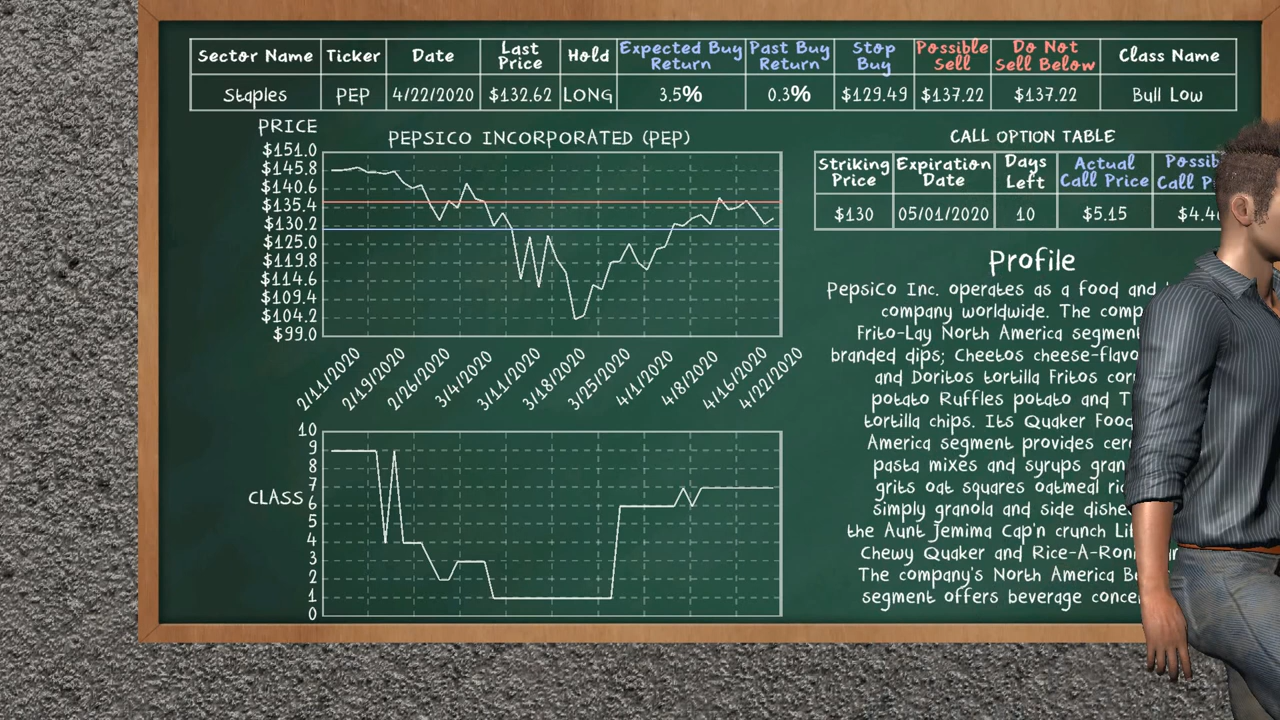 Sector Name Ticker Date Last Price Hold Expected Buy Return Past Buy Return Stop Buy Possible Sell Do Not Sell Below Class Name
Staples PEP 4/22/2020 $132.62 LONG 3.5% 0.3% $129.49 $137.22 $137.22 Bull Low
PRICE
PEPSICO INCORPORATED (PEP)
$151.0
$145.8
$140.6
$135.4
$130.2
$125.0
$119.8
$114.6
$109.4
$104.2
$99.0
2/11/2020 2/19/2020 2/26/2020 3/4/2020 3/11/2020 3/18/2020 3/25/2020 4/1/2020 4/8/2020 4/16/2020 4/22/2020
CLASS
10
9
8
7
6
5
4
3
2
1
0
CALL OPTION TABLE
Striking Price Expiration Date Days Left Actual Call Price Possib Call P
$130 05/01/2020 10 $5.15 $4.4
Profile
PepsiCo Inc. operates as a food and
company worldwide. The comp
Frito-Lay North America segment
branded dips; Cheetos cheese-flavo
and Doritos tortilla Fritos cor
potato Ruffles potato and T
tortilla chips. Its Quaker Food
America segment provides cer
pasta mixes and syrups gran
grits oat squares oatmeal ric
simply granola and side dishe
the Aunt Jemima Cap'n crunch Li
Chewy Quaker and Rice-A-Ron
The company's North America Be
segment offers beverage conce